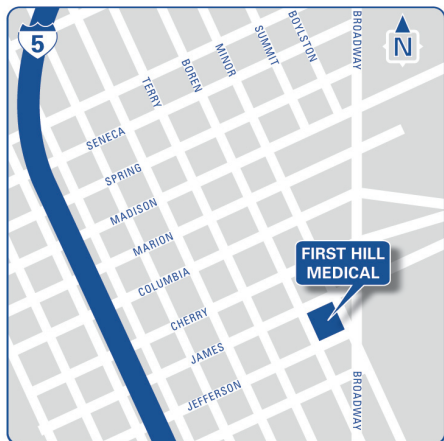 5
N
BROADWAY
BOYLSTON
SUMMIT
MINOR
BOREN
TERRY
SENECA
SPRING
MADISON
MARION
COLUMBIA
CHERRY
JAMES
JEFFERSON
FIRST HILL
MEDICAL
BROADWAY